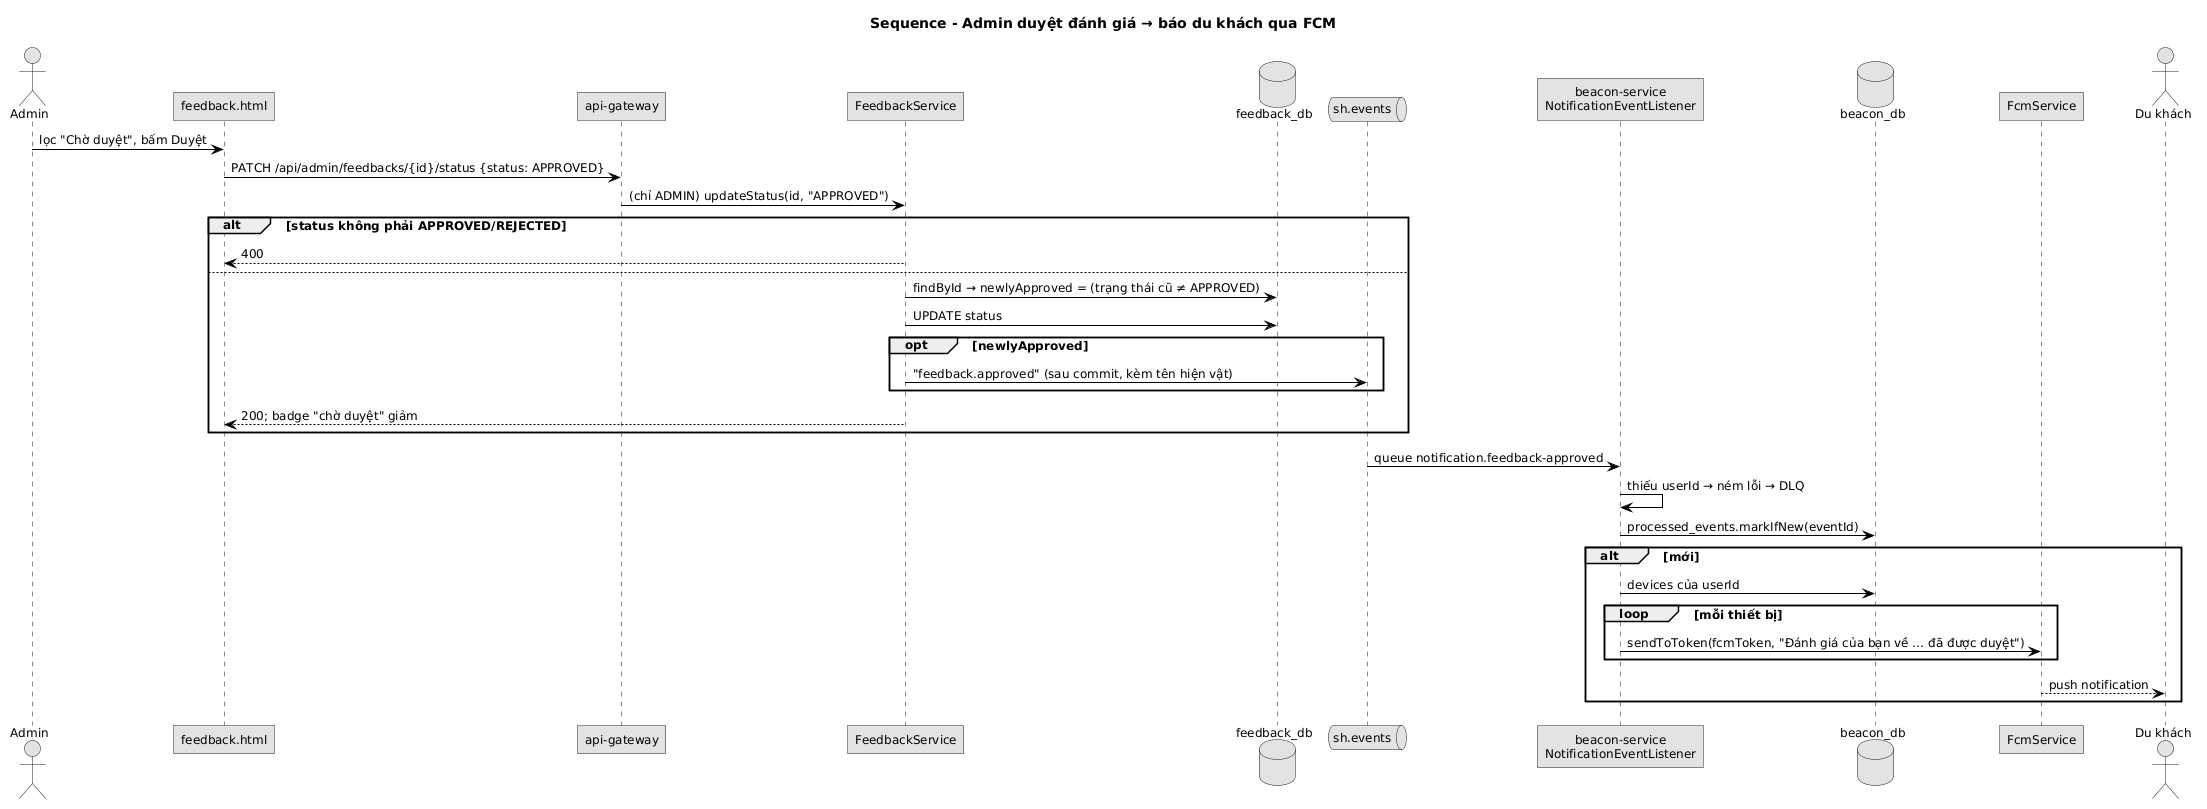 Sequence - Admin duyệt đánh giá → báo du khách qua FCM
Admin
feedback.html
api-gateway
FeedbackService
feedback_db
sh.events
beacon-service
NotificationEventListener
beacon_db
FcmService
Du khách
lọc "Chờ duyệt", bấm Duyệt
PATCH /api/admin/feedbacks/{id}/status {status: APPROVED}
(chỉ ADMIN) updateStatus(id, "APPROVED")
alt [status không phải APPROVED/REJECTED]
400
findById → newlyApproved = (trạng thái cũ ≠ APPROVED)
UPDATE status
opt [newlyApproved]
"feedback.approved" (sau commit, kèm tên hiện vật)
200; badge "chờ duyệt" giảm
queue notification.feedback-approved
thiếu userId → ném lỗi → DLQ
processed_events.markIfNew(eventId)
alt [mới]
devices của userId
loop [mỗi thiết bị]
sendToToken(fcmToken, "Đánh giá của bạn về ... đã được duyệt")
push notification
Admin
feedback.html
api-gateway
FeedbackService
feedback_db
sh.events
beacon-service
NotificationEventListener
beacon_db
FcmService
Du khách